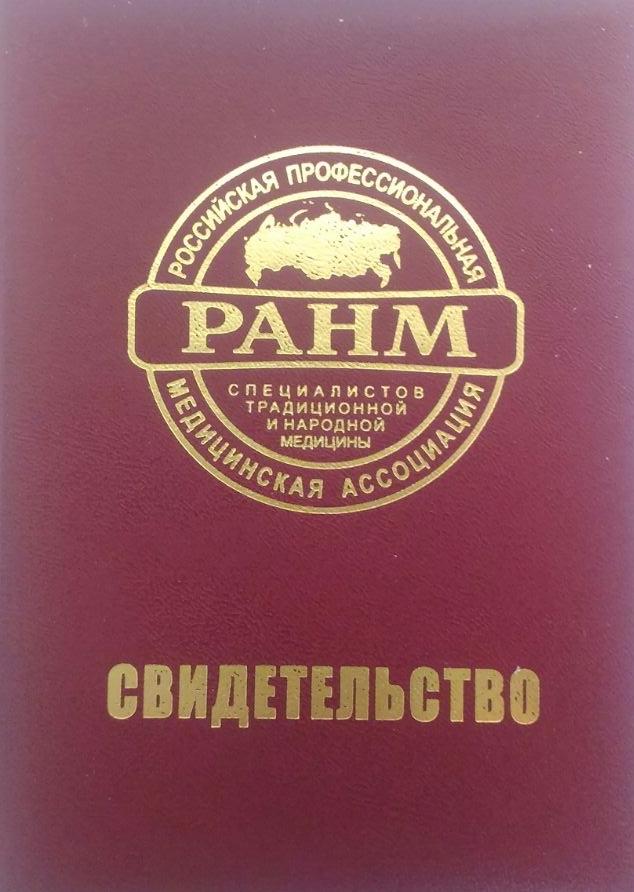 РОССИЙСКАЯ ПРОФЕССИОНАЛЬНАЯ
РАНМ
СПЕЦИАЛИСТОВ
ТРАДИЦИОННОЙ
И НАРОДНОЙ
МЕДИЦИНЫ
МЕДИЦИНСКАЯ АССОЦИАЦИЯ
СВИДЕТЕЛЬСТВО